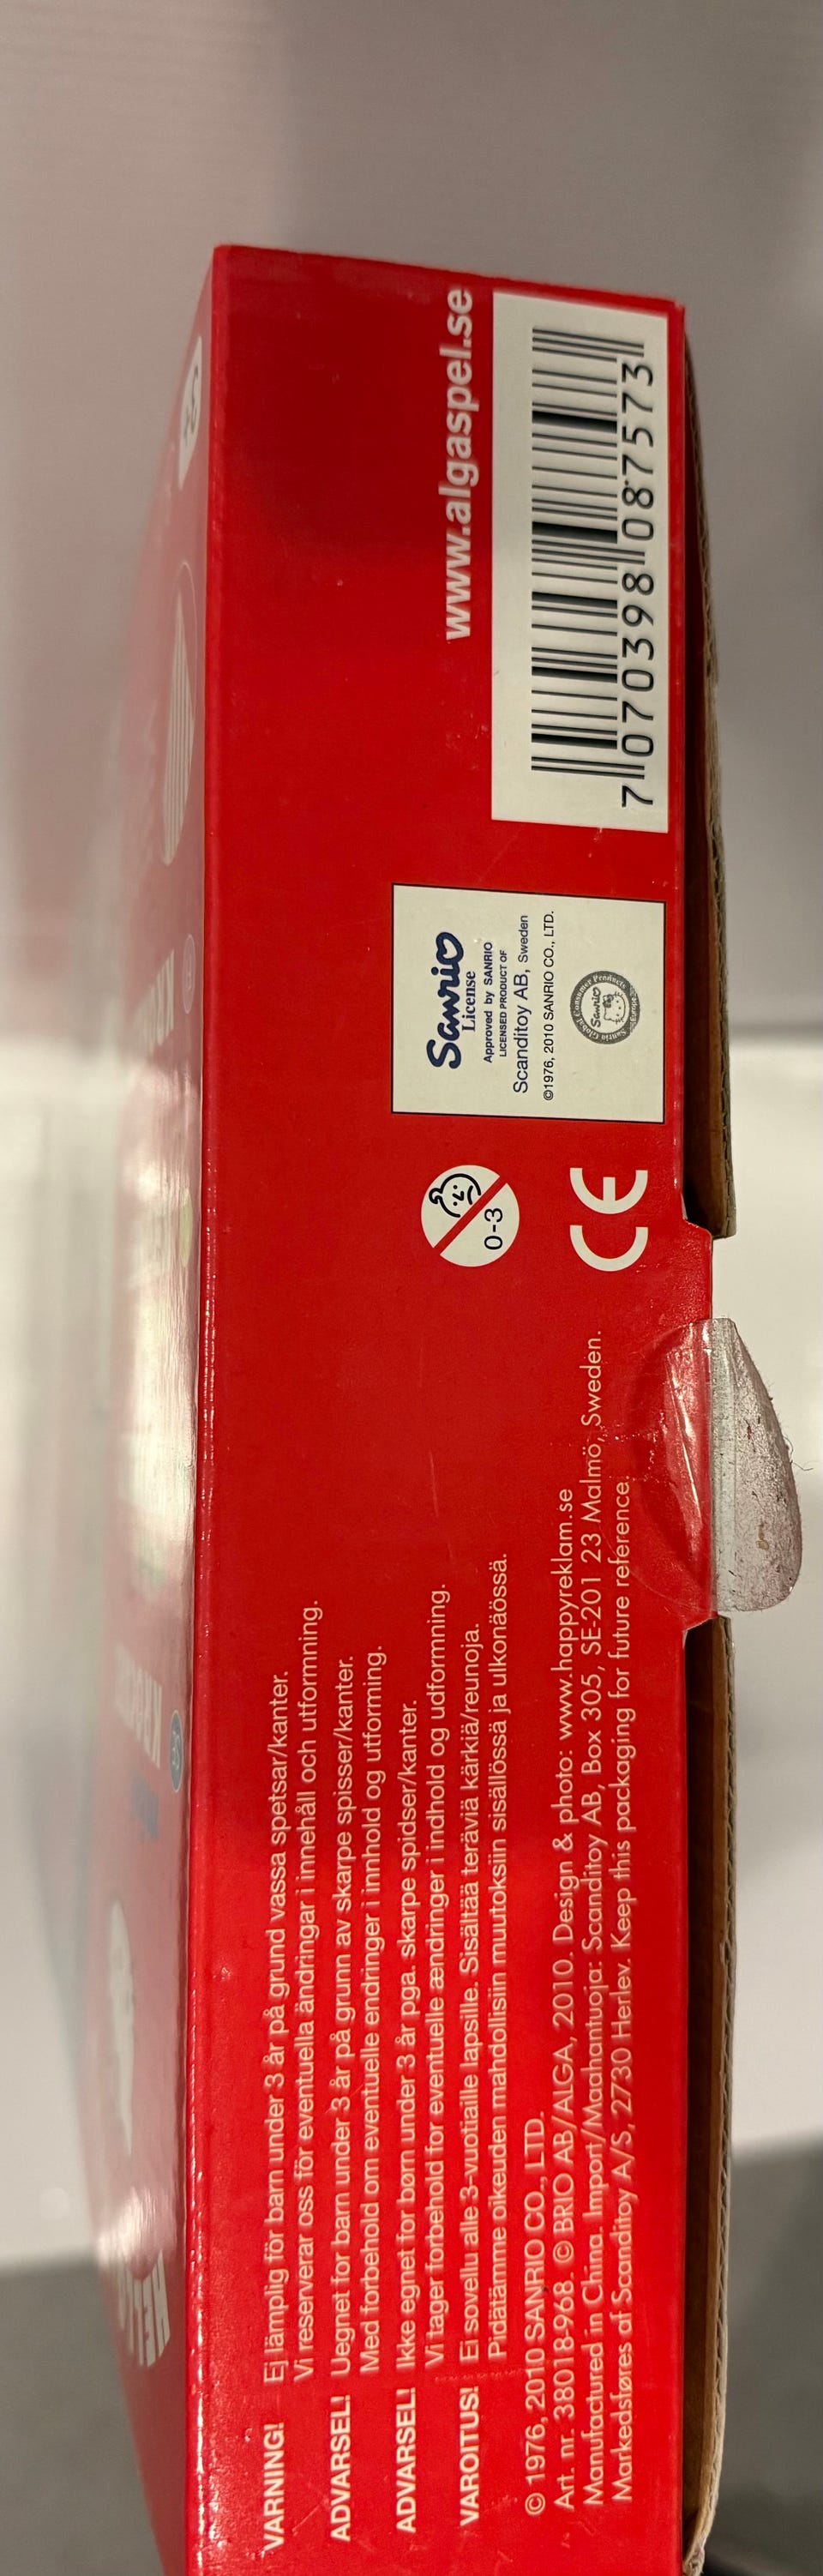 VARNING! Ej lämplig för barn under 3 år på grund vassa spetsar/kanter.
Vi reserverar oss för eventuella ändringar i innehåll och utformning.
ADVARSEL! Uegnet for barn under 3 år på grunn av skarpe spisser/kanter.
Med forbehold om eventuelle endringer i innhold og utforming.
ADVARSEL! Ikke egnet for børn under 3 år pga. skarpe spidser/kanter.
Vi tager forbehold for eventuelle ændringer i indhold og udformning.
VAROITUS! Ei sovellu alle 3-vuotiaille lapsille. Sisältää teräviä kärkiä/reunoja.
Pidätämme oikeuden mahdollisiin muutoksiin sisällössä ja ulkonäössä.
© 1976, 2010 SANRIO CO., LTD.
Art. nr. 38018-968. © BRIO AB/ALGA, 2010. Design & photo: www.happyreklam.se
Manufactured in China. Import/Maahantuoja: Scanditoy AB, Box 305, SE-201 23 Malmö, Sweden.
Markedsføres af Scanditoy A/S, 2730 Herlev. Keep this packaging for future reference.
0-3
CE
Sanrio
License
Approved by SANRIO
LICENSED PRODUCT OF
Scanditoy AB, Sweden
©1976, 2010 SANRIO CO., LTD.
Sanrio Global Consumer Products
Sanrio
Europe
www.algaspel.se
7 070398 087573